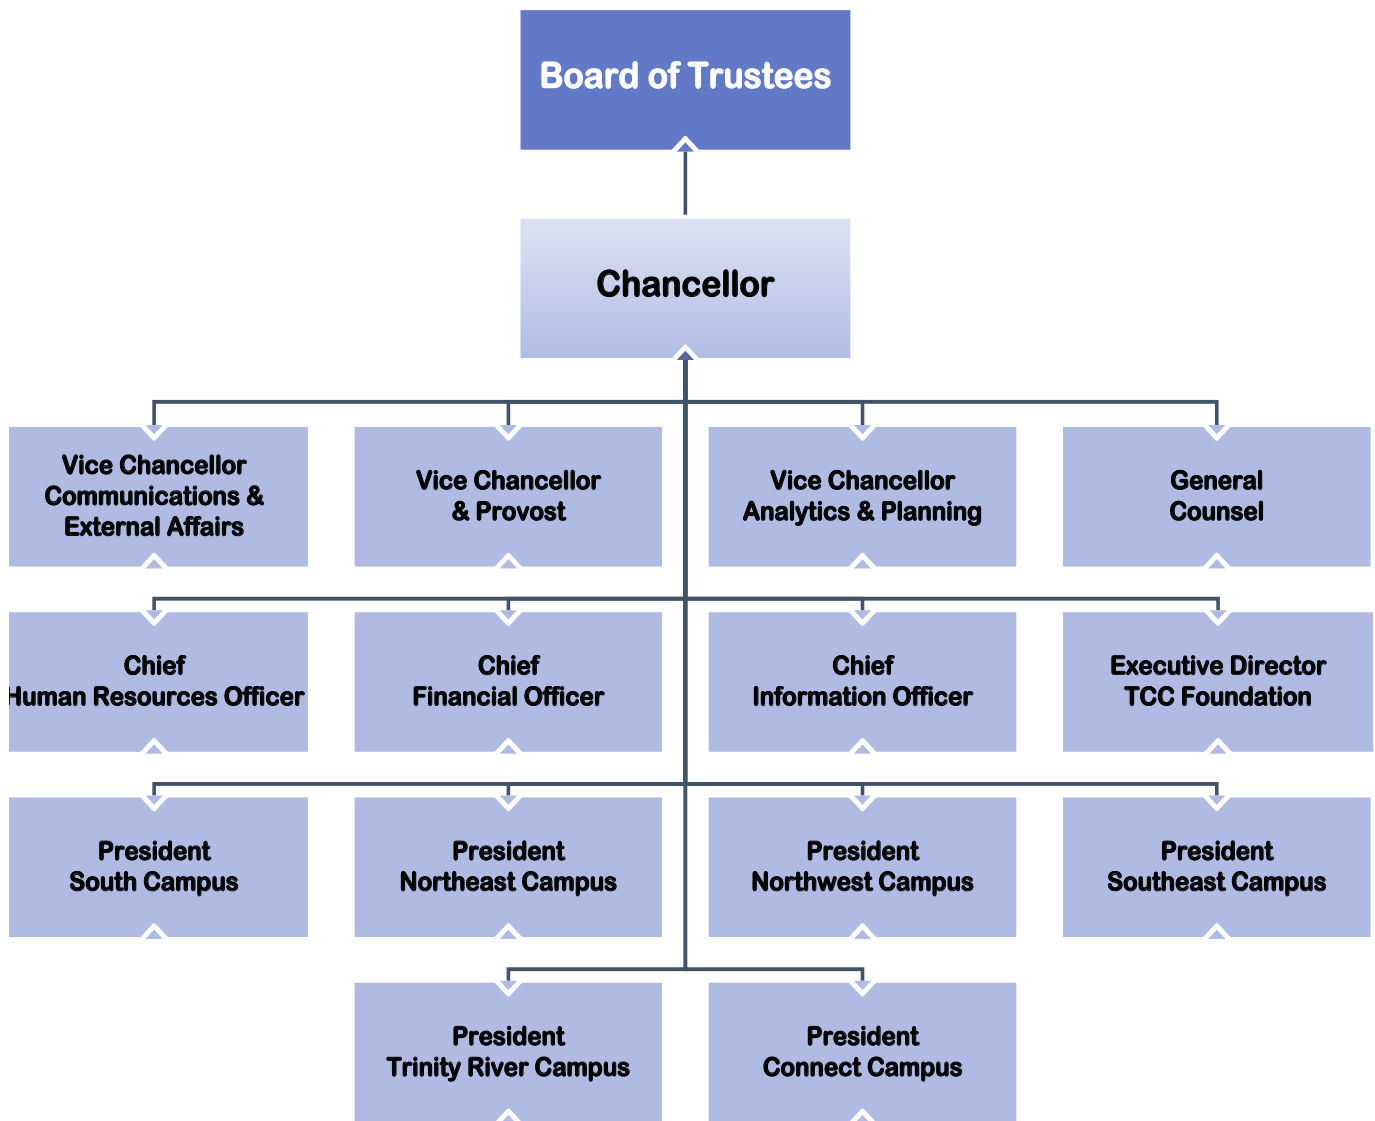 Board of Trustees
Chancellor
Vice Chancellor
Communications &
External Affairs
Vice Chancellor
& Provost
Vice Chancellor
Analytics & Planning
General
Counsel
Chief
Human Resources Officer
Chief
Financial Officer
Chief
Information Officer
Executive Director
TCC Foundation
President
South Campus
President
Northeast Campus
President
Northwest Campus
President
Southeast Campus
President
Trinity River Campus
President
Connect Campus